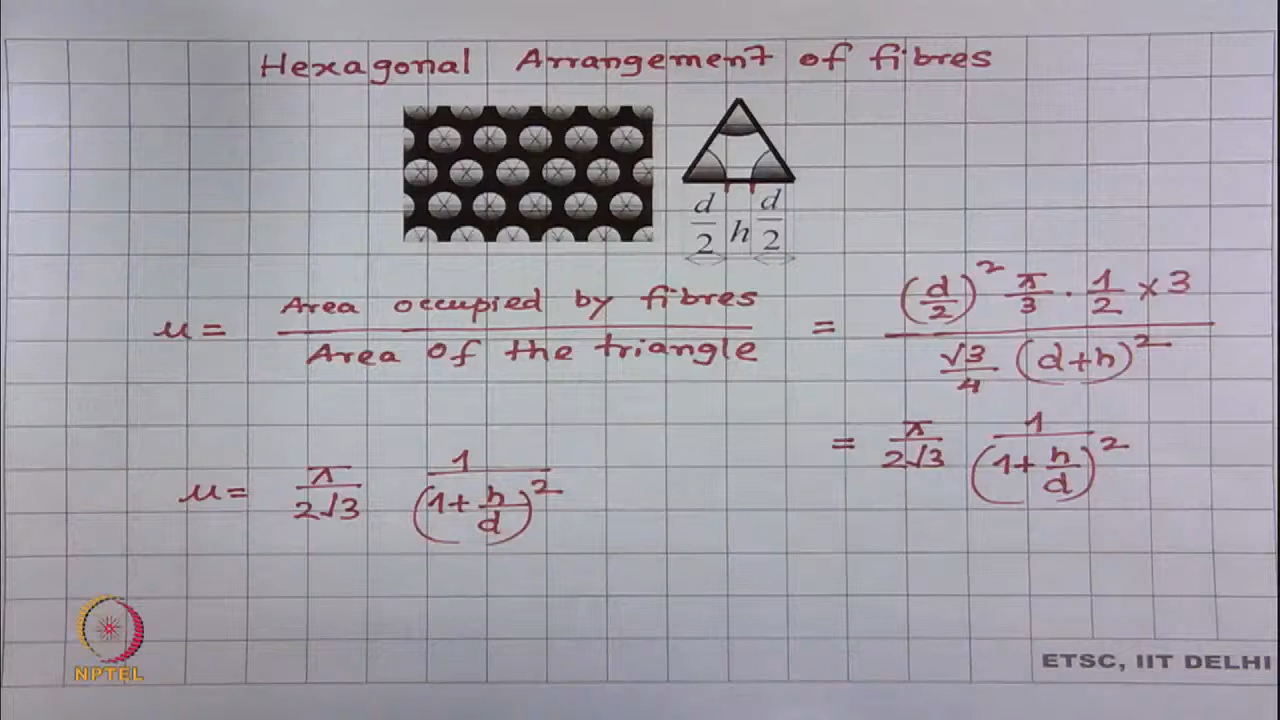 Hexagonal Arrangement of fibres
d/2 h d/2
μ = Area occupied by fibres / Area of the triangle = (d/2)² π/3 · 1/2 × 3 / √3/4 (d+h)²
= π/2√3 1/(1+h/d)²
μ = π/2√3 1/(1+h/d)²
NPTEL
ETSC, IIT DELHI